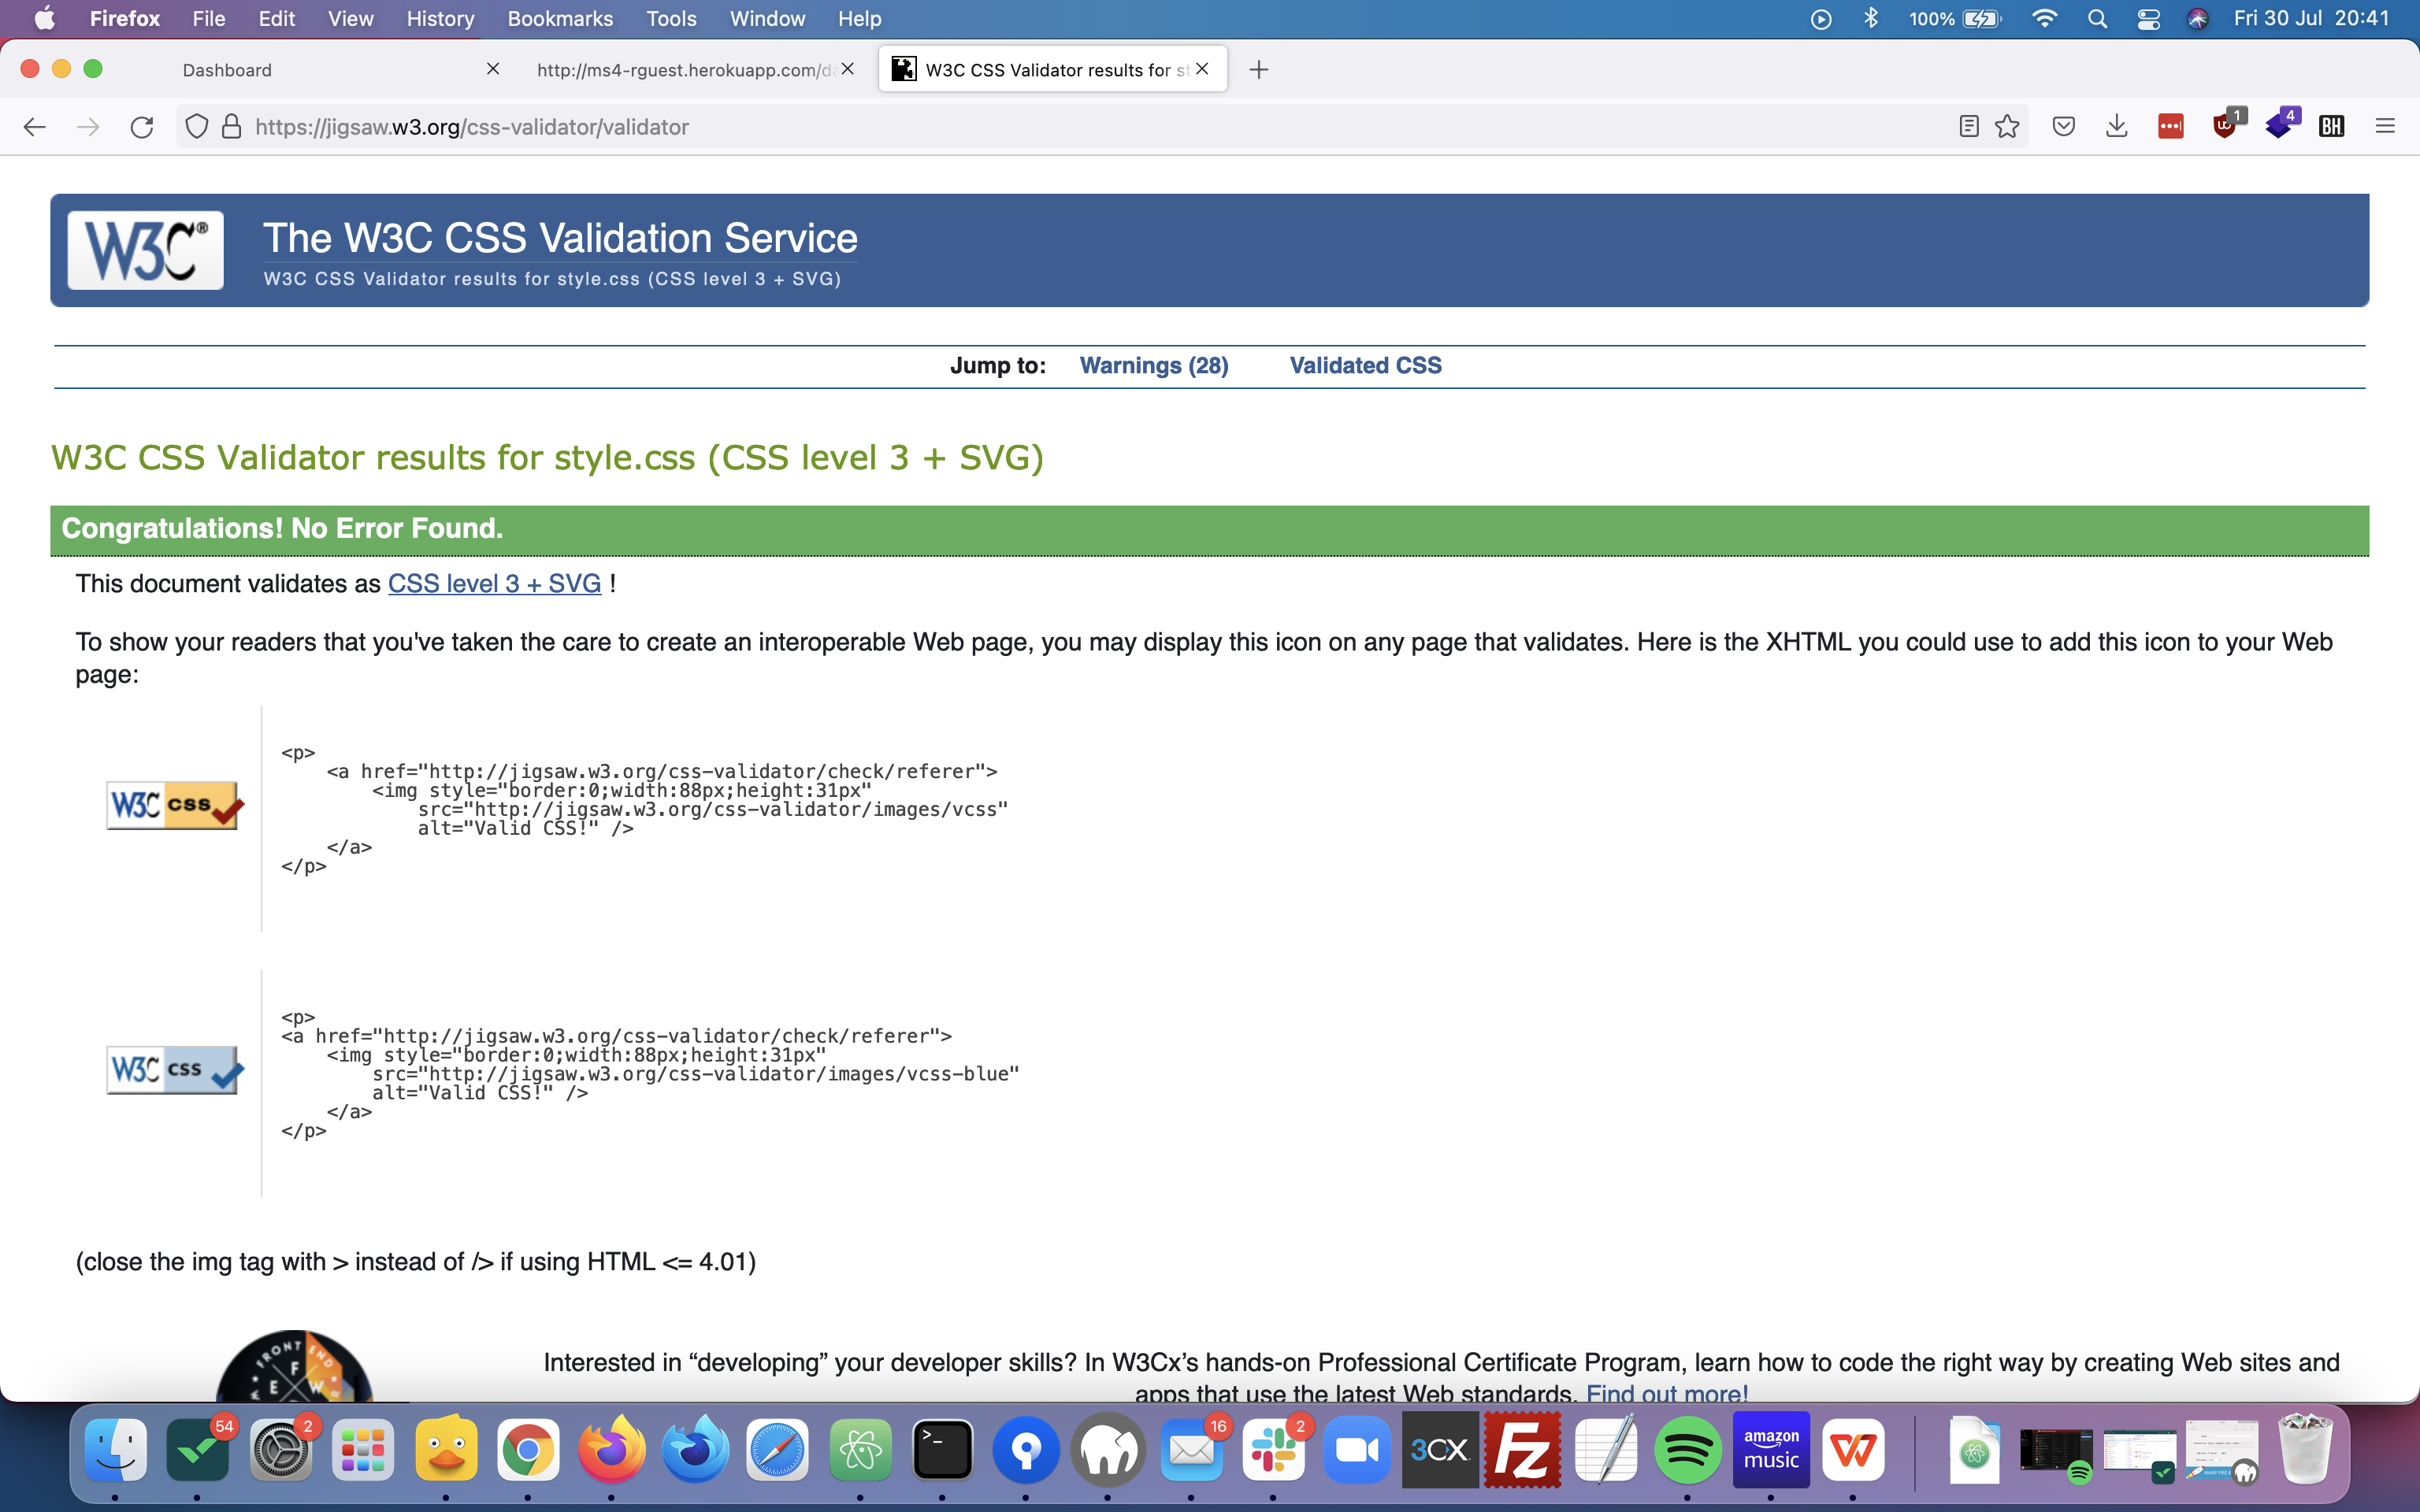 Firefox File Edit View History Bookmarks Tools Window Help 100% Fri 30 Jul 20:41
Dashboard http://ms4-rguest.herokuapp.com/da W3C CSS Validator results for st
https://jigsaw.w3.org/css-validator/validator 1 4 BH.
W3C® The W3C CSS Validation Service
W3C CSS Validator results for style.css (CSS level 3 + SVG)
Jump to: Warnings (28) Validated CSS
W3C CSS Validator results for style.css (CSS level 3 + SVG)
Congratulations! No Error Found.
This document validates as CSS level 3 + SVG !
To show your readers that you've taken the care to create an interoperable Web page, you may display this icon on any page that validates. Here is the XHTML you could use to add this icon to your Web
page:
<p>
<a href="http://jigsaw.w3.org/css-validator/check/referer">
<img style="border:0;width:88px;height:31px"
W3C css
src="http://jigsaw.w3.org/css-validator/images/vcss"
alt="Valid CSS!" />
</a>
</p>
<p>
<a href="http://jigsaw.w3.org/css-validator/check/referer">
<img style="border:0;width:88px;height:31px"
W3C css
src="http://jigsaw.w3.org/css-validator/images/vcss-blue"
alt="Valid CSS!" />
</a>
</p>
(close the img tag with > instead of /> if using HTML <= 4.01)
FRONT END
F
E W
Interested in “developing” your developer skills? In W3Cx’s hands-on Professional Certificate Program, learn how to code the right way by creating Web sites and
apps that use the latest Web standards. Find out more!
54 2 >_ 16 2 3CX Fz amazon music W